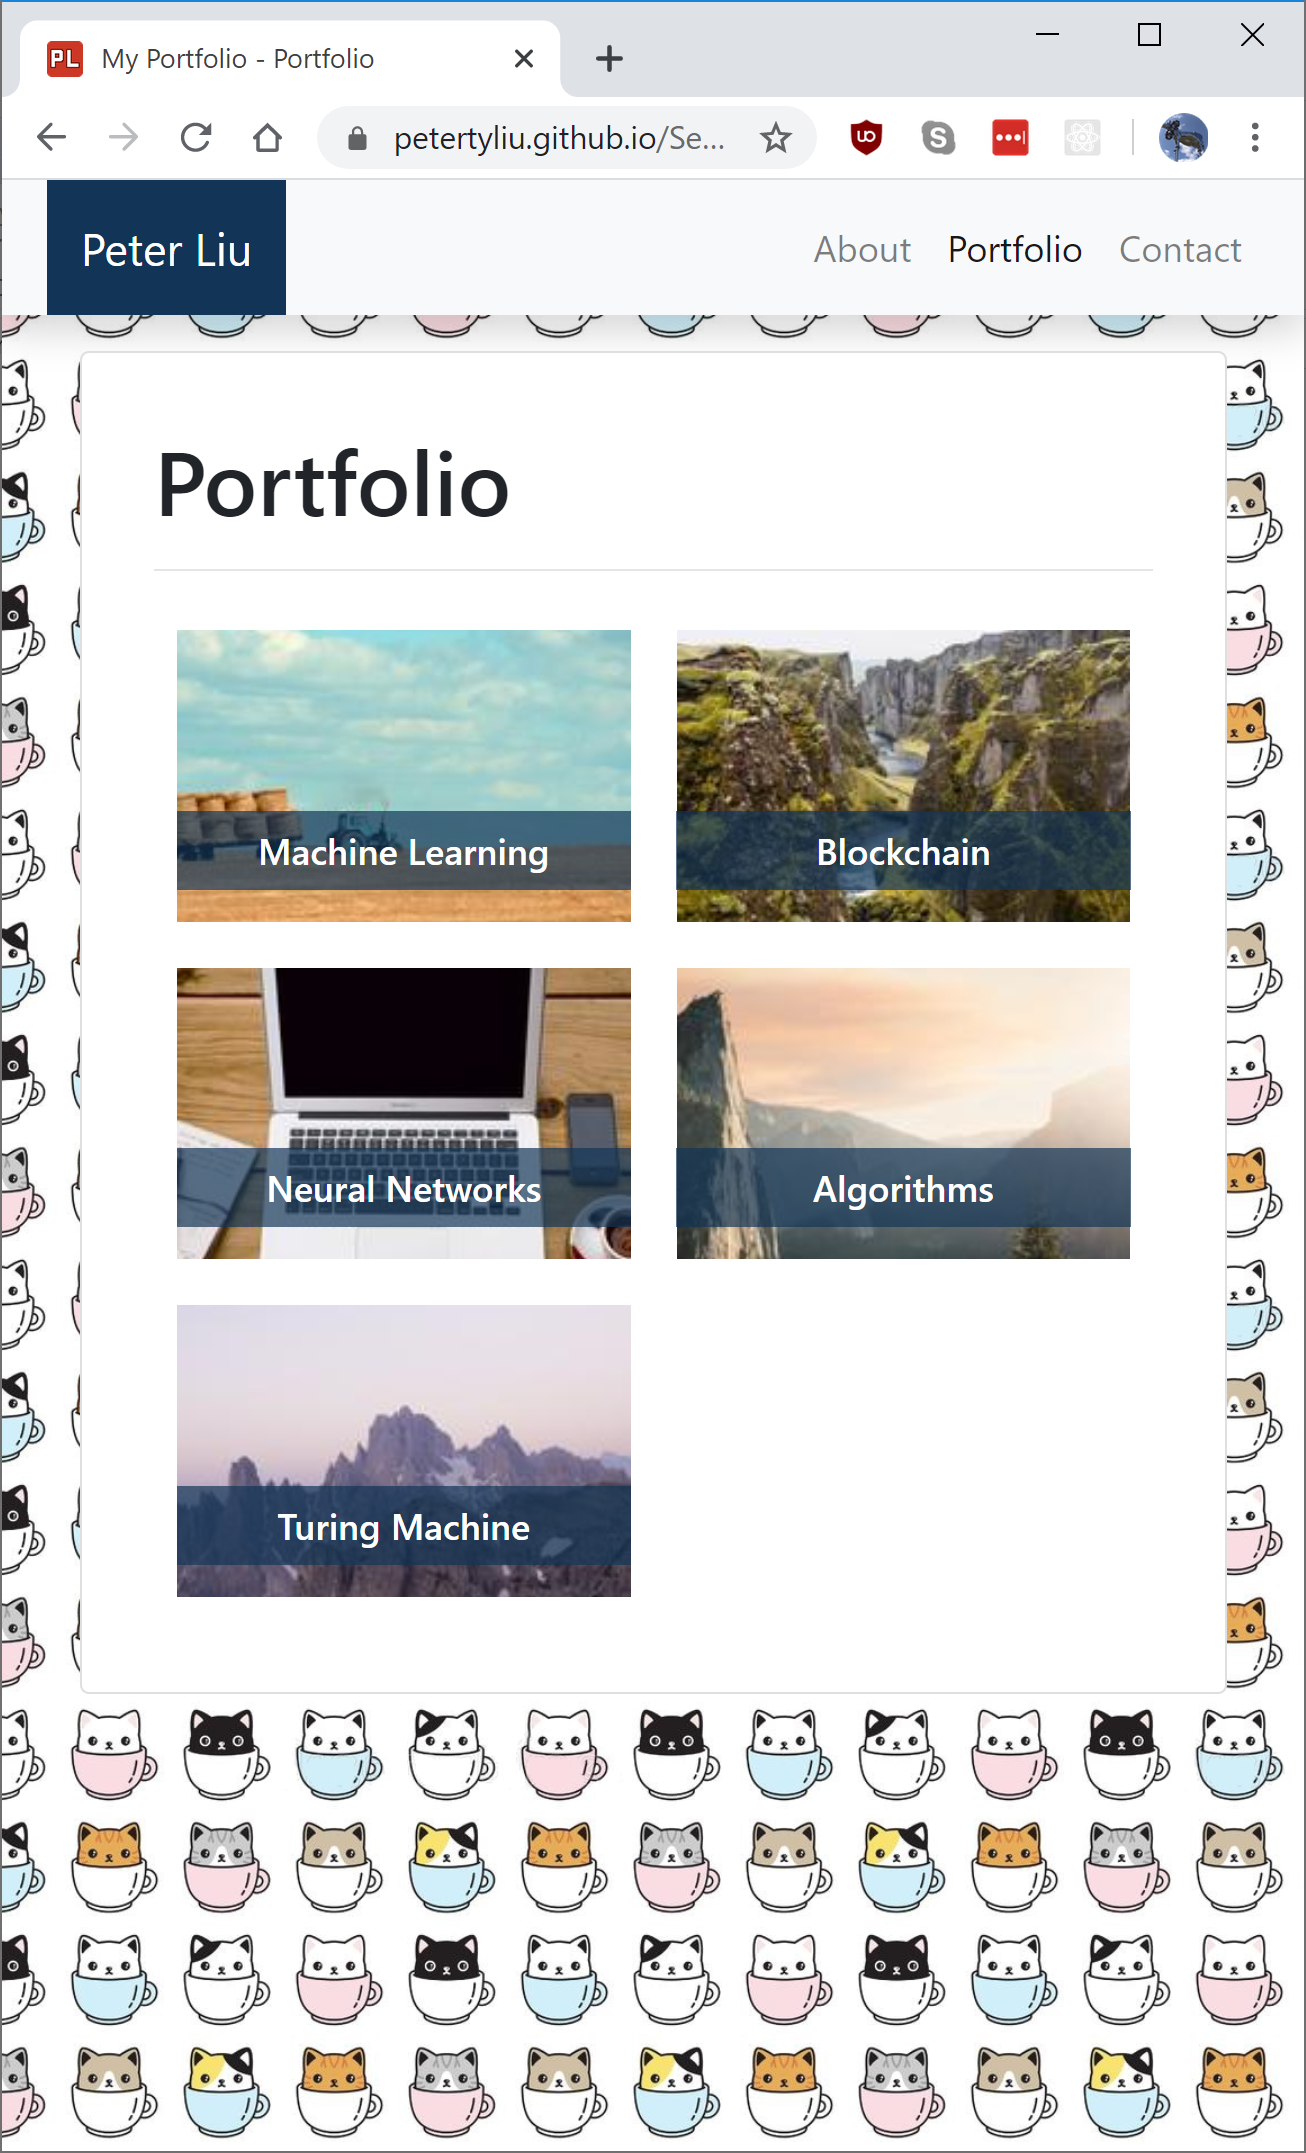 PL My Portfolio - Portfolio
petertyliu.github.io/Se...
Peter Liu
About Portfolio Contact
Portfolio
Machine Learning
Blockchain
Neural Networks
Algorithms
Turing Machine